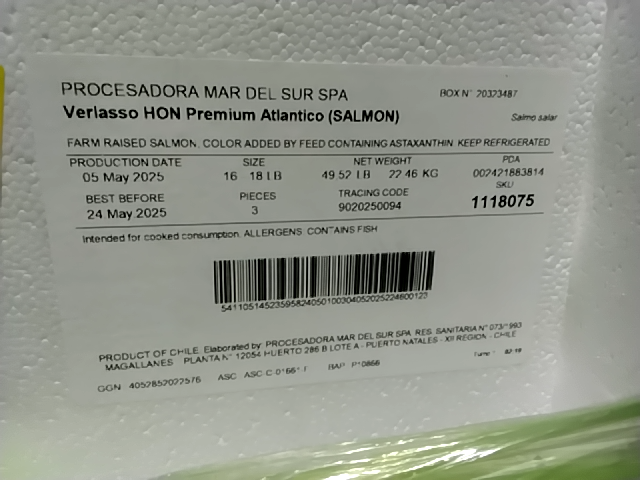 PROCESADORA MAR DEL SUR SPA
BOX N° 20323487
Verlasso HON Premium Atlantico (SALMON)
Salmo salar
FARM RAISED SALMON. COLOR ADDED BY FEED CONTAINING ASTAXANTHIN. KEEP REFRIGERATED
PRODUCTION DATE SIZE NET WEIGHT PDA
05 May 2025 16 18 LB 49.52 LB 22.46 KG 002421883814
BEST BEFORE PIECES TRACING CODE SKU
24 May 2025 3 9020250094 1118075
Intended for cooked consumption. ALLERGENS: CONTAINS FISH
PRODUCT OF CHILE. Elaborated by: PROCESADORA MAR DEL SUR SPA. RES. SANITARIA N° 073/1993
MAGALLANES PLANTA N° 12054 HUERTO 286 B LOTE A - PUERTO NATALES - XII REGION - CHILE
GGN 4052852022576 ASC BAP P10866